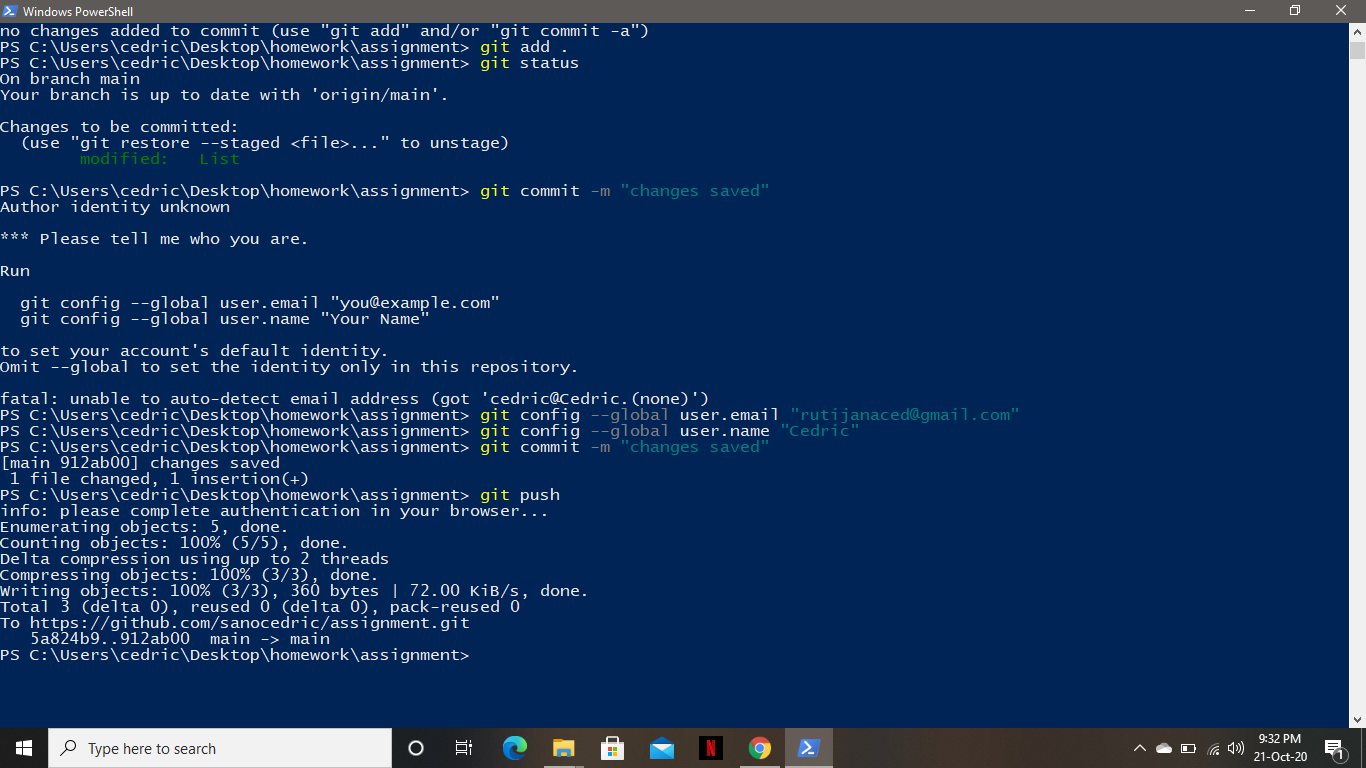 Windows PowerShell
no changes added to commit (use "git add" and/or "git commit -a")
PS C:\Users\cedric\Desktop\homework\assignment> git add .
PS C:\Users\cedric\Desktop\homework\assignment> git status
On branch main
Your branch is up to date with 'origin/main'.
Changes to be committed:
  (use "git restore --staged <file>..." to unstage)
        modified:   List
PS C:\Users\cedric\Desktop\homework\assignment> git commit -m "changes saved"
Author identity unknown
*** Please tell me who you are.
Run
  git config --global user.email "you@example.com"
  git config --global user.name "Your Name"
to set your account's default identity.
Omit --global to set the identity only in this repository.
fatal: unable to auto-detect email address (got 'cedric@Cedric.(none)')
PS C:\Users\cedric\Desktop\homework\assignment> git config --global user.email "rutijanaced@gmail.com"
PS C:\Users\cedric\Desktop\homework\assignment> git config --global user.name "Cedric"
PS C:\Users\cedric\Desktop\homework\assignment> git commit -m "changes saved"
[main 912ab00] changes saved
 1 file changed, 1 insertion(+)
PS C:\Users\cedric\Desktop\homework\assignment> git push
info: please complete authentication in your browser...
Enumerating objects: 5, done.
Counting objects: 100% (5/5), done.
Delta compression using up to 2 threads
Compressing objects: 100% (3/3), done.
Writing objects: 100% (3/3), 360 bytes | 72.00 KiB/s, done.
Total 3 (delta 0), reused 0 (delta 0), pack-reused 0
To https://github.com/sanocedric/assignment.git
   5a824b9..912ab00  main -> main
PS C:\Users\cedric\Desktop\homework\assignment>
Type here to search
N
9:32 PM
21-Oct-20
1